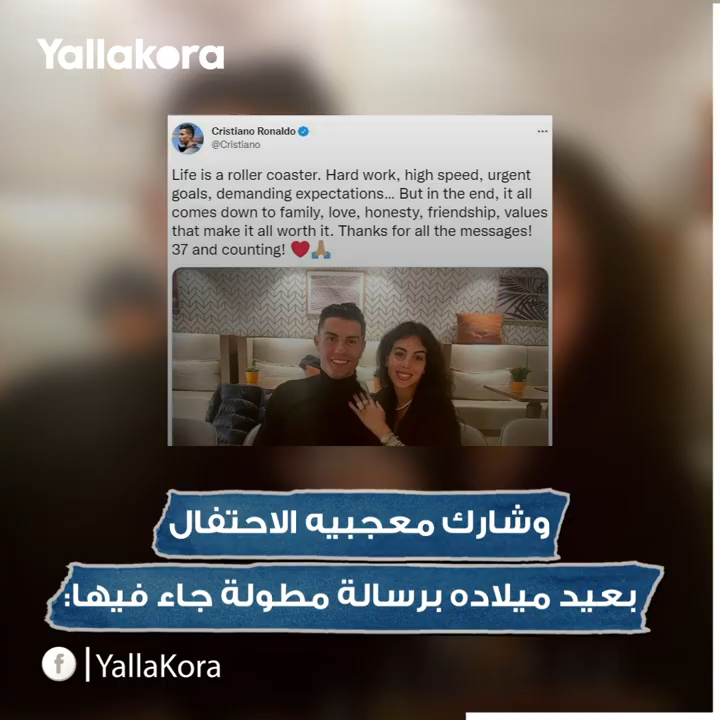 Yallakora
Cristiano Ronaldo
@Cristiano
Life is a roller coaster. Hard work, high speed, urgent
goals, demanding expectations... But in the end, it all
comes down to family, love, honesty, friendship, values
that make it all worth it. Thanks for all the messages!
37 and counting! ❤️🙏🏽
وشارك معجبيه الاحتفال
بعيد ميلاده برسالة مطولة جاء فيها:
f | YallaKora